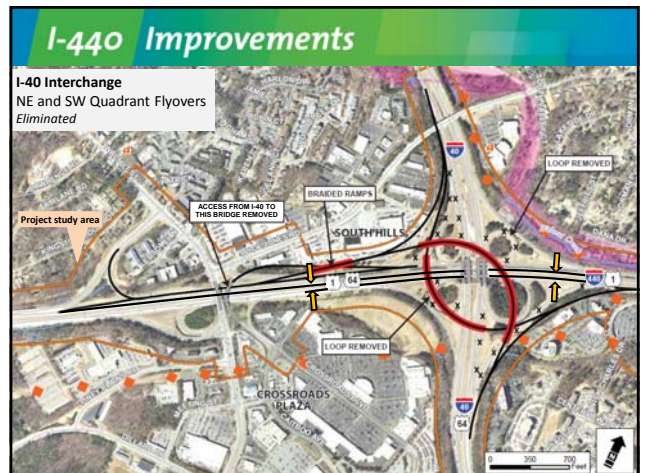 I-440 Improvements
I-40 Interchange
NE and SW Quadrant Flyovers
Eliminated
40
LOOP REMOVED
BRAIDED RAMPS
ACCESS FROM I-40 TO
THIS BRIDGE REMOVED
Project study area
SOUTH HILLS
1
64
440
1
LOOP REMOVED
CROSSROADS
PLAZA
40
64
0
350
700
Feet